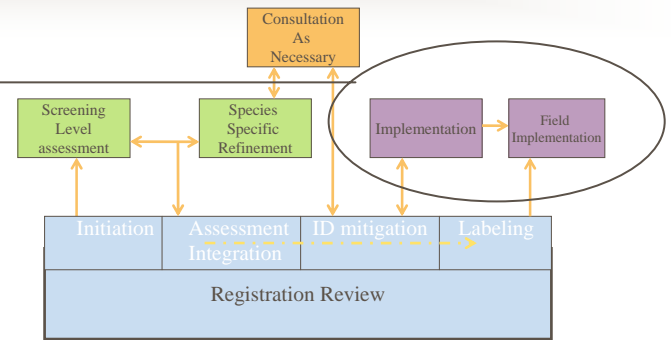 Consultation
As
Necessary
Screening
Level
assessment
Species
Specific
Refinement
Implementation
Field
Implementation
Initiation
Assessment
Integration
ID mitigation
Labeling
Registration Review